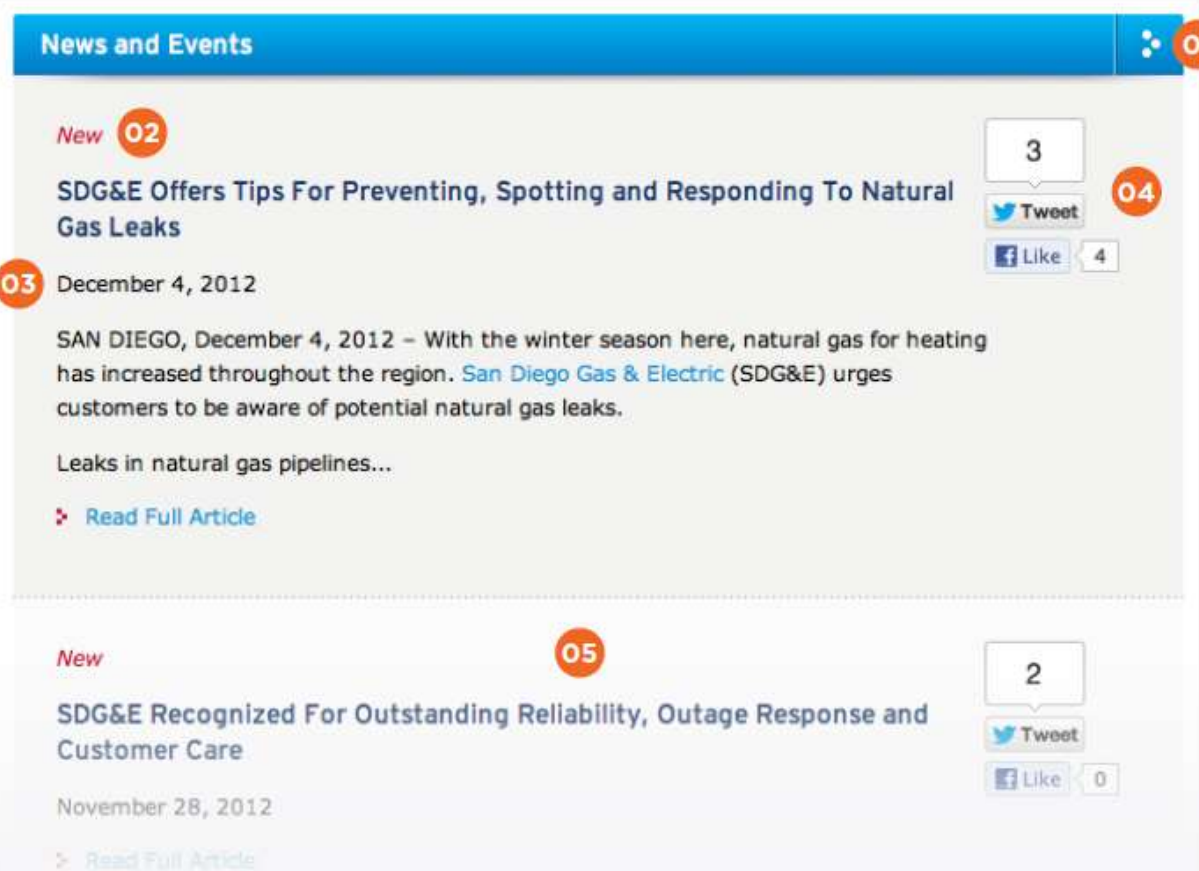 News and Events
0
New 02
3
SDG&E Offers Tips For Preventing, Spotting and Responding To Natural
Gas Leaks
04
Tweet
Like 4
03 December 4, 2012
SAN DIEGO, December 4, 2012 – With the winter season here, natural gas for heating
has increased throughout the region. San Diego Gas & Electric (SDG&E) urges
customers to be aware of potential natural gas leaks.
Leaks in natural gas pipelines...
Read Full Article
New
05
2
SDG&E Recognized For Outstanding Reliability, Outage Response and
Customer Care
Tweet
Like 0
November 28, 2012
Read Full Article